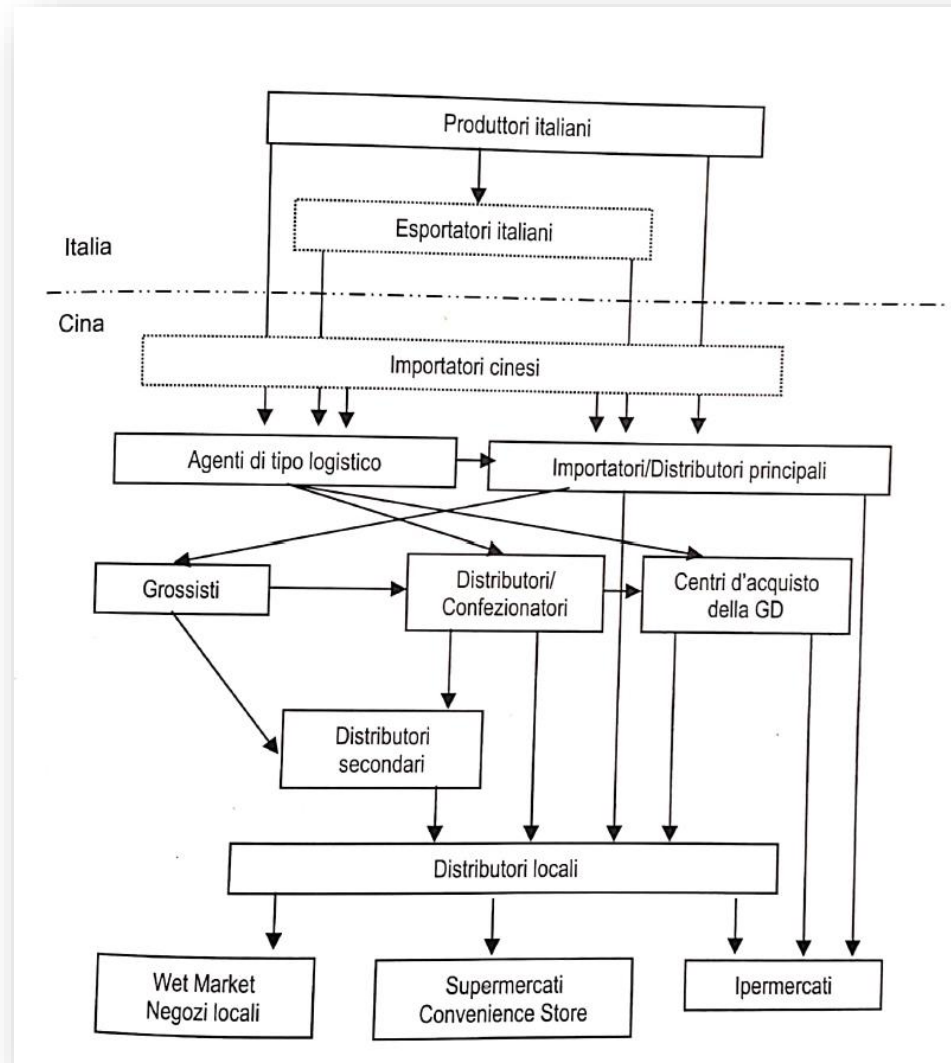 Produttori italiani
Esportatori italiani
Italia
Cina
Importatori cinesi
Agenti di tipo logistico
Importatori/Distributori principali
Grossisti
Distributori/
Confezionatori
Centri d'acquisto
della GD
Distributori
secondari
Distributori locali
Wet Market
Negozi locali
Supermercati
Convenience Store
Ipermercati